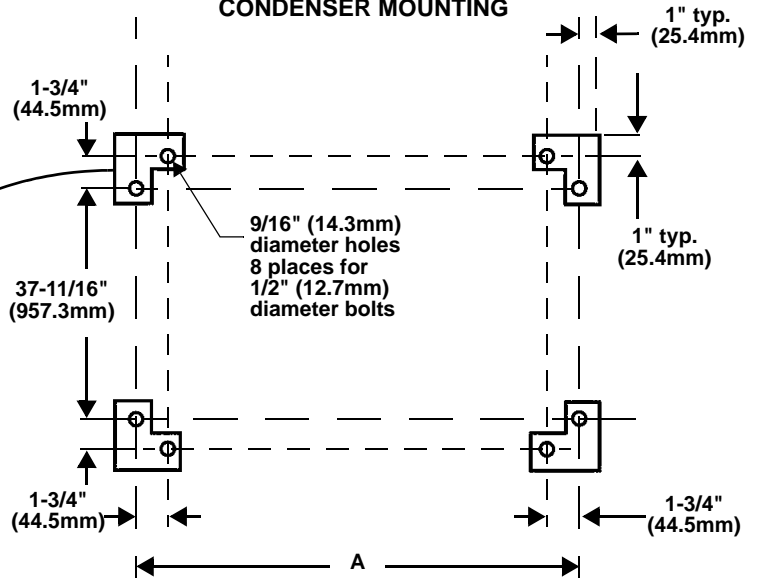 CONDENSER MOUNTING
1" typ.
(25.4mm)
1-3/4"
(44.5mm)
9/16" (14.3mm)
diameter holes
8 places for
1/2" (12.7mm)
diameter bolts
1" typ.
(25.4mm)
37-11/16"
(957.3mm)
1-3/4"
(44.5mm)
1-3/4"
(44.5mm)
A